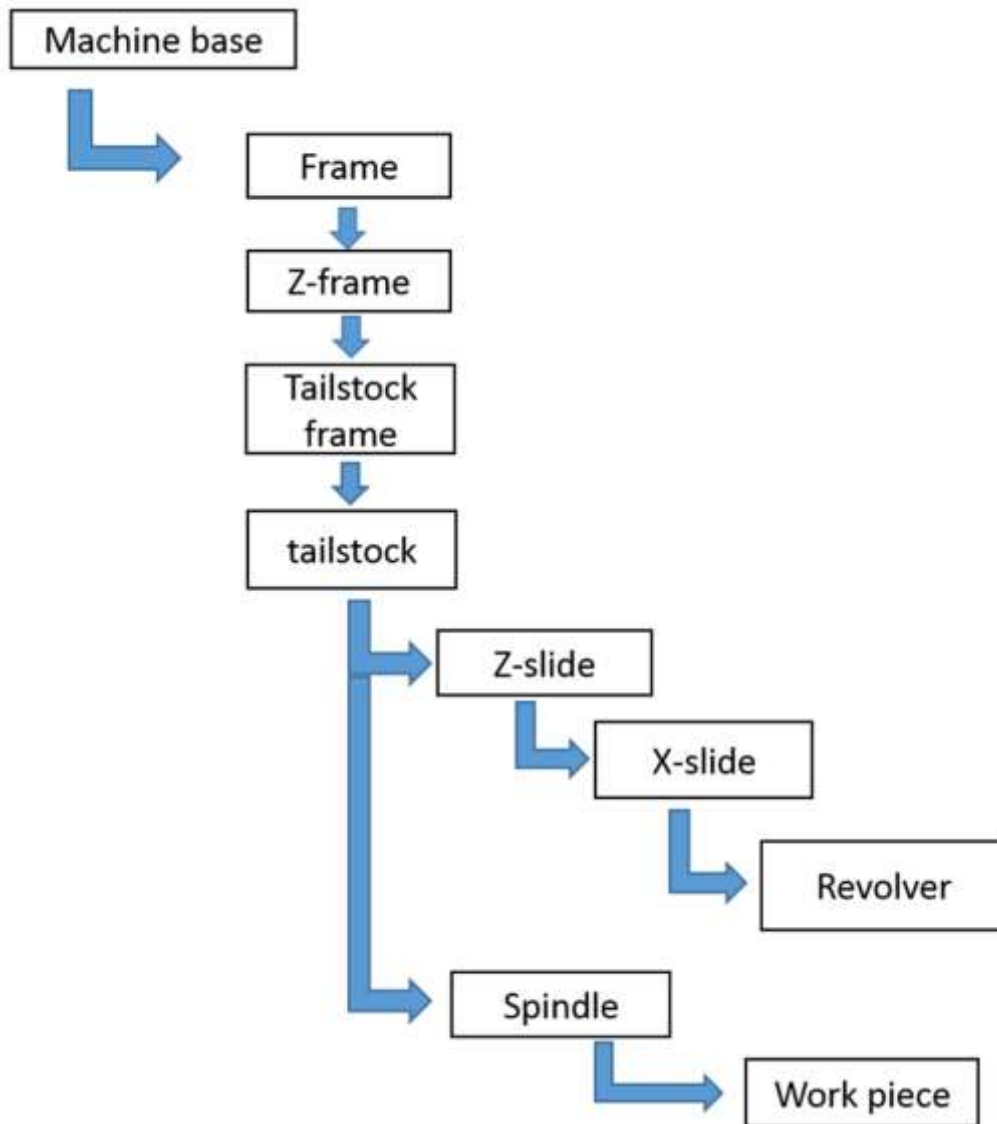 Machine base
Frame
Z-frame
Tailstock
frame
tailstock
Z-slide
X-slide
Revolver
Spindle
Work piece